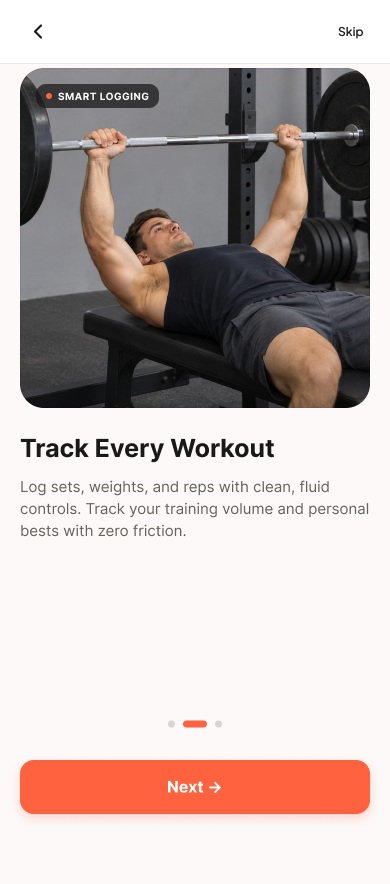 Skip
SMART LOGGING
Track Every Workout
Log sets, weights, and reps with clean, fluid
controls. Track your training volume and personal
bests with zero friction.
Next →